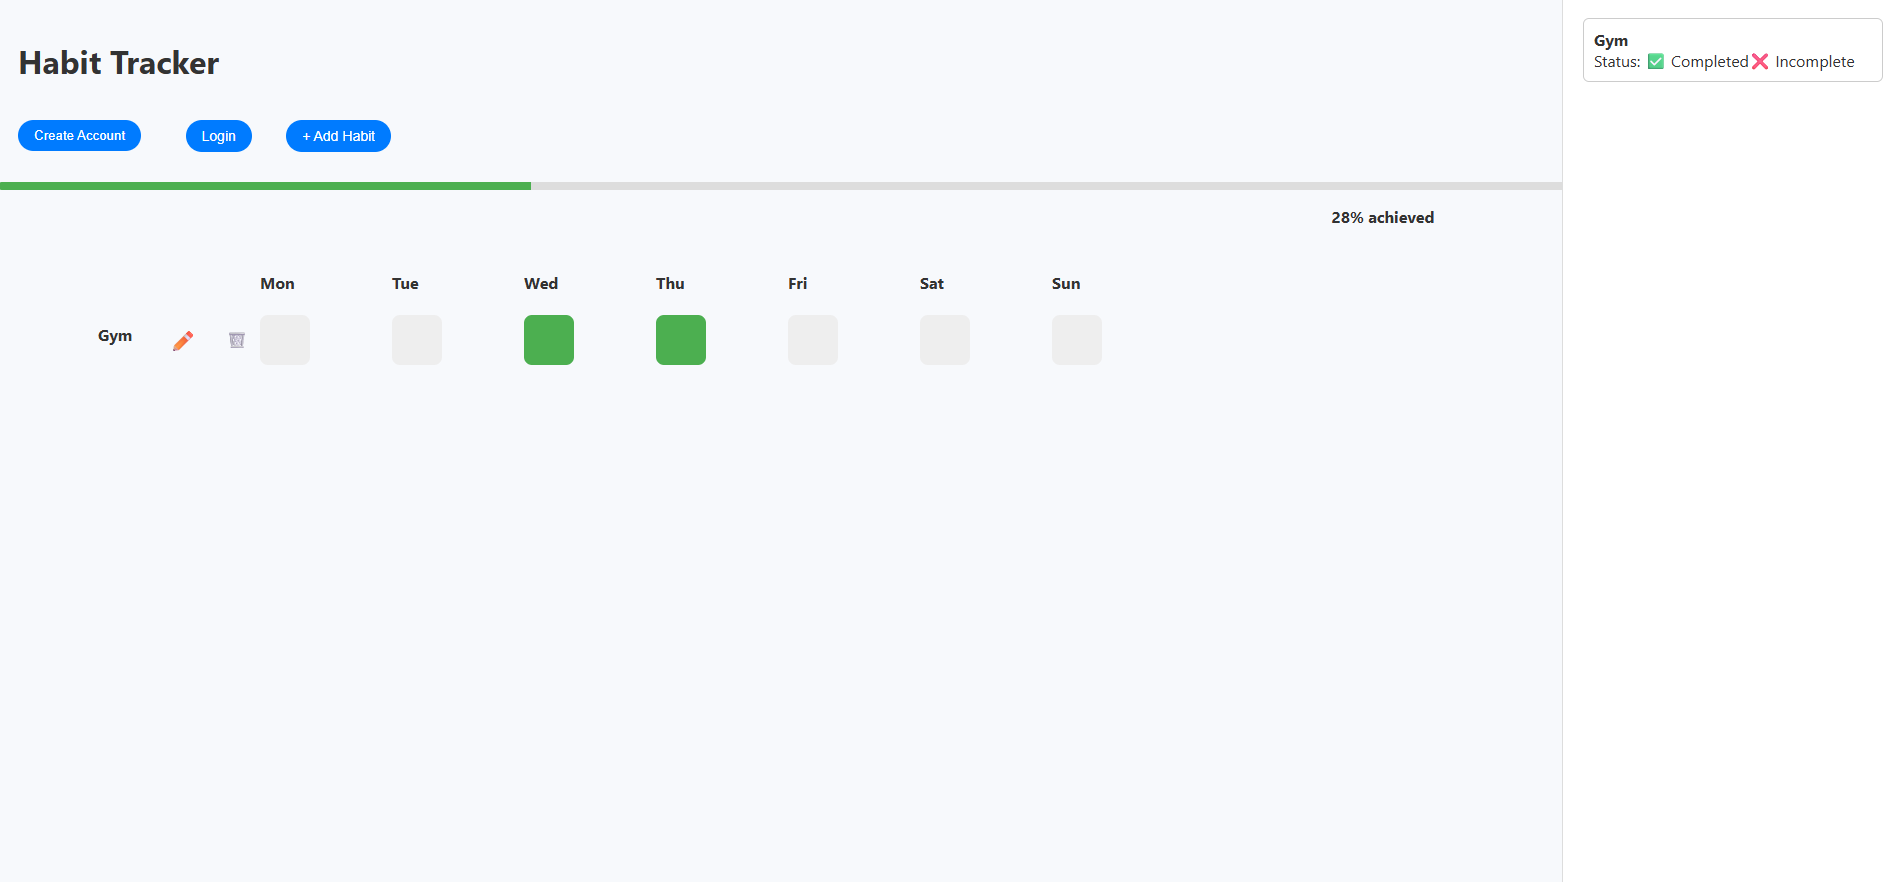 Habit Tracker
Create Account
Login
+ Add Habit
28% achieved
Mon Tue Wed Thu Fri Sat Sun
Gym
Gym
Status: ✅ Completed❌ Incomplete